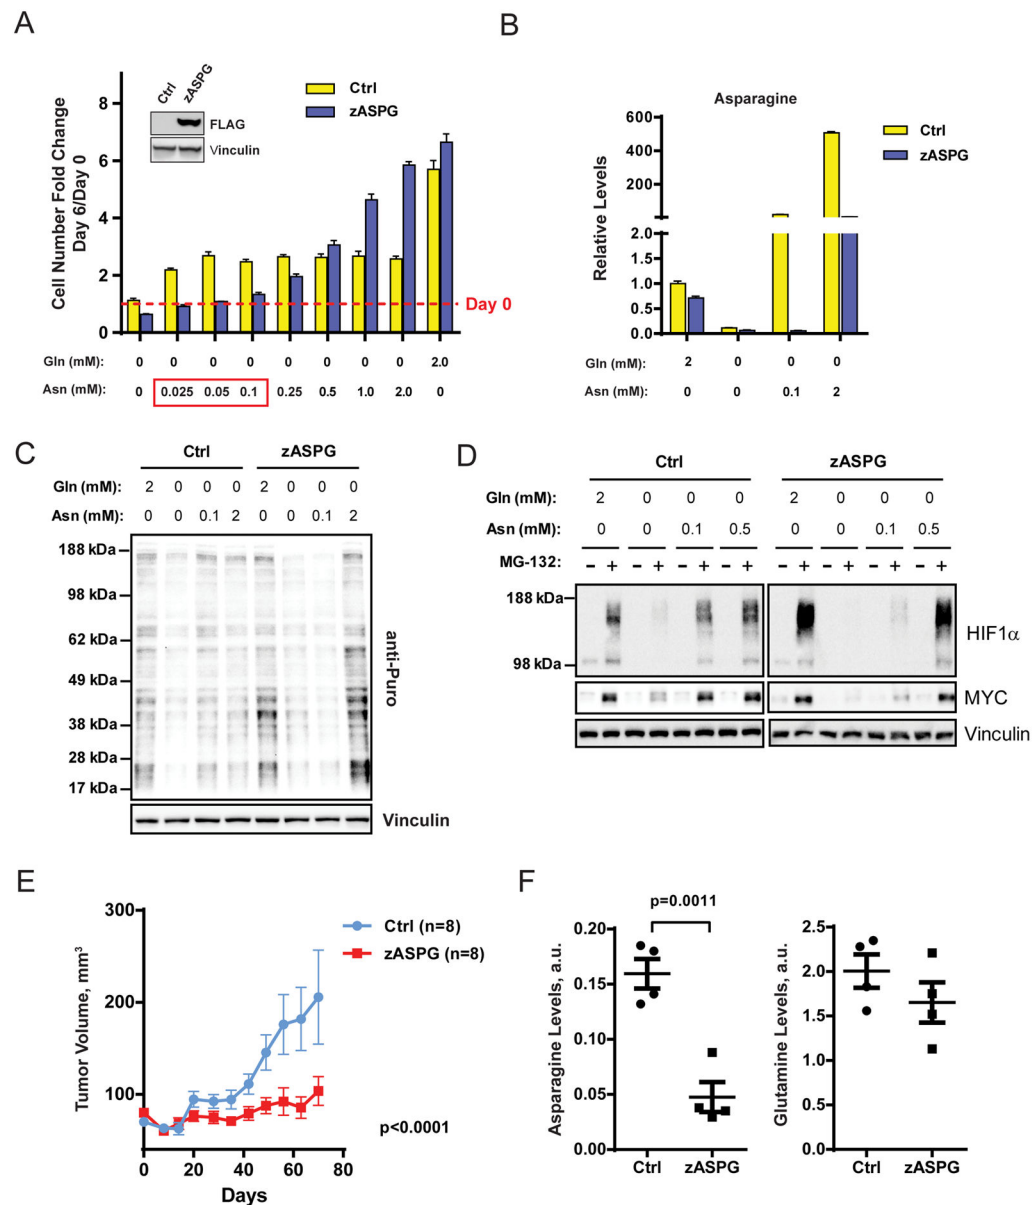 A
Ctrl
zASPG
FLAG
Vinculin
Ctrl
zASPG
Cell Number Fold Change
Day 6/Day 0
8
6
4
2
0
Day 0
Gln (mM): 0 0 0 0 0 0 0 0 2.0
Asn (mM): 0 0.025 0.05 0.1 0.25 0.5 1.0 2.0 0
B
Asparagine
Ctrl
zASPG
Relative Levels
600
400
200
2.0
1.5
1.0
0.5
0.0
Gln (mM): 2 0 0 0
Asn (mM): 0 0 0.1 2
C
Ctrl zASPG
Gln (mM): 2 0 0 0 2 0 0 0
Asn (mM): 0 0 0.1 2 0 0 0.1 2
188 kDa
98 kDa
62 kDa
49 kDa
38 kDa
28 kDa
17 kDa
anti-Puro
Vinculin
D
Ctrl zASPG
Gln (mM): 2 0 0 0 2 0 0 0
Asn (mM): 0 0 0.1 0.5 0 0 0.1 0.5
MG-132: – + – + – + – + – + – + – + – +
188 kDa
98 kDa
HIF1α
MYC
Vinculin
E
Tumor Volume, mm³
300
200
100
0 20 40 60 80
Days
Ctrl (n=8)
zASPG (n=8)
p<0.0001
F
p=0.0011
Asparagine Levels, a.u.
0.20
0.15
0.10
0.05
0.00
Ctrl zASPG
Glutamine Levels, a.u.
2.5
2.0
1.5
1.0
0.5
0.0
Ctrl zASPG